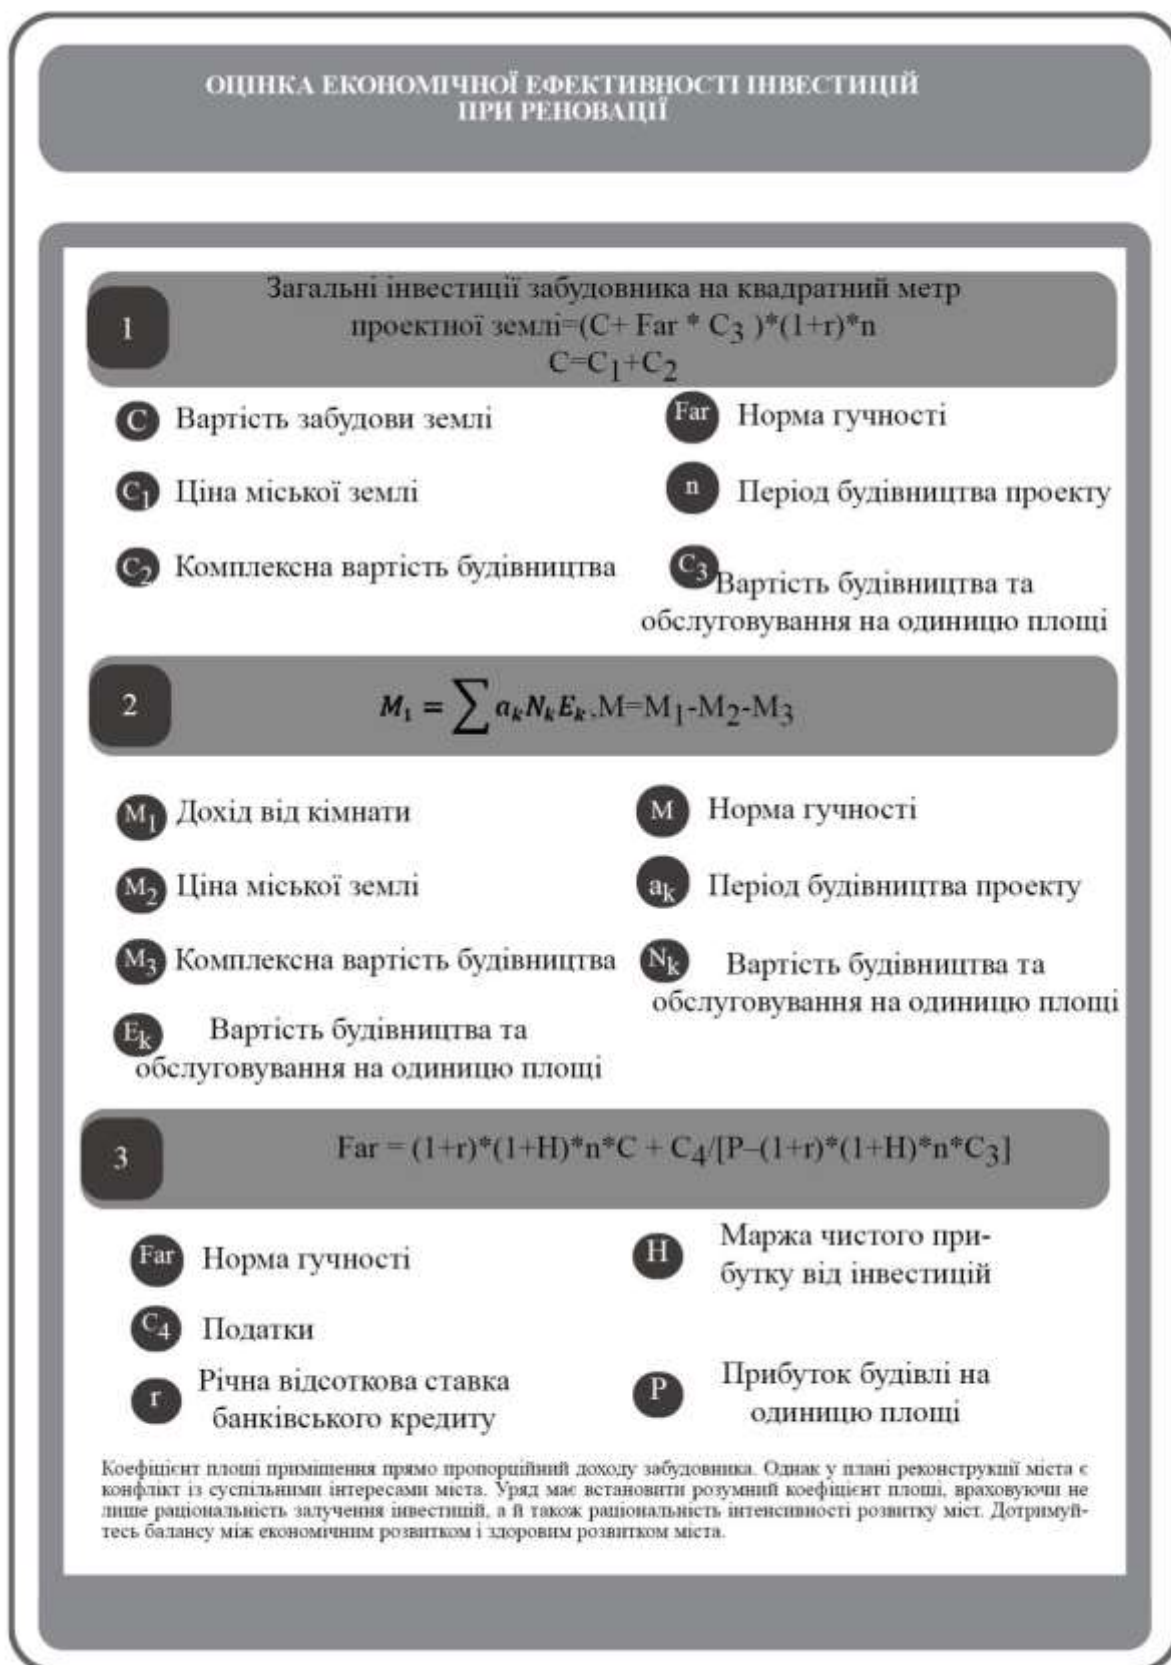 ОЦІНКА ЕКОНОМІЧНОЇ ЕФЕКТИВНОСТІ ІНВЕСТИЦІЙ
ПРИ РЕНОВАЦІЇ
1
Загальні інвестиції забудовника на квадратний метр
проектної землі=(C+ Far * C₃ )*(1+r)*n
C=C₁+C₂
C Вартість забудови землі
Far Норма гучності
C₁ Ціна міської землі
n Період будівництва проекту
C₂ Комплексна вартість будівництва
C₃ Вартість будівництва та
обслуговування на одиницю площі
2
M₁ = ∑ aₖNₖEₖ.M=M₁-M₂-M₃
M₁ Дохід від кімнати
M Норма гучності
M₂ Ціна міської землі
aₖ Період будівництва проекту
M₃ Комплексна вартість будівництва
Nₖ Вартість будівництва та
обслуговування на одиницю площі
Eₖ Вартість будівництва та
обслуговування на одиницю площі
3
Far = (1+r)*(1+H)*n*C + C₄/[P–(1+r)*(1+H)*n*C₃]
Far Норма гучності
H Маржа чистого при-
бутку від інвестицій
C₄ Податки
r Річна відсоткова ставка
банківського кредиту
P Прибуток будівлі на
одиницю площі
Коефіцієнт площі приміщення прямо пропорційний доходу забудовника. Однак у плані реконструкції міста є
конфлікт із суспільними інтересами міста. Уряд має встановити розумний коефіцієнт площі, враховуючи не
лише раціональність залучення інвестицій, а й також раціональність інтенсивності розвитку міст. Дотримуй-
тесь балансу між економічним розвитком і здоровим розвитком міста.